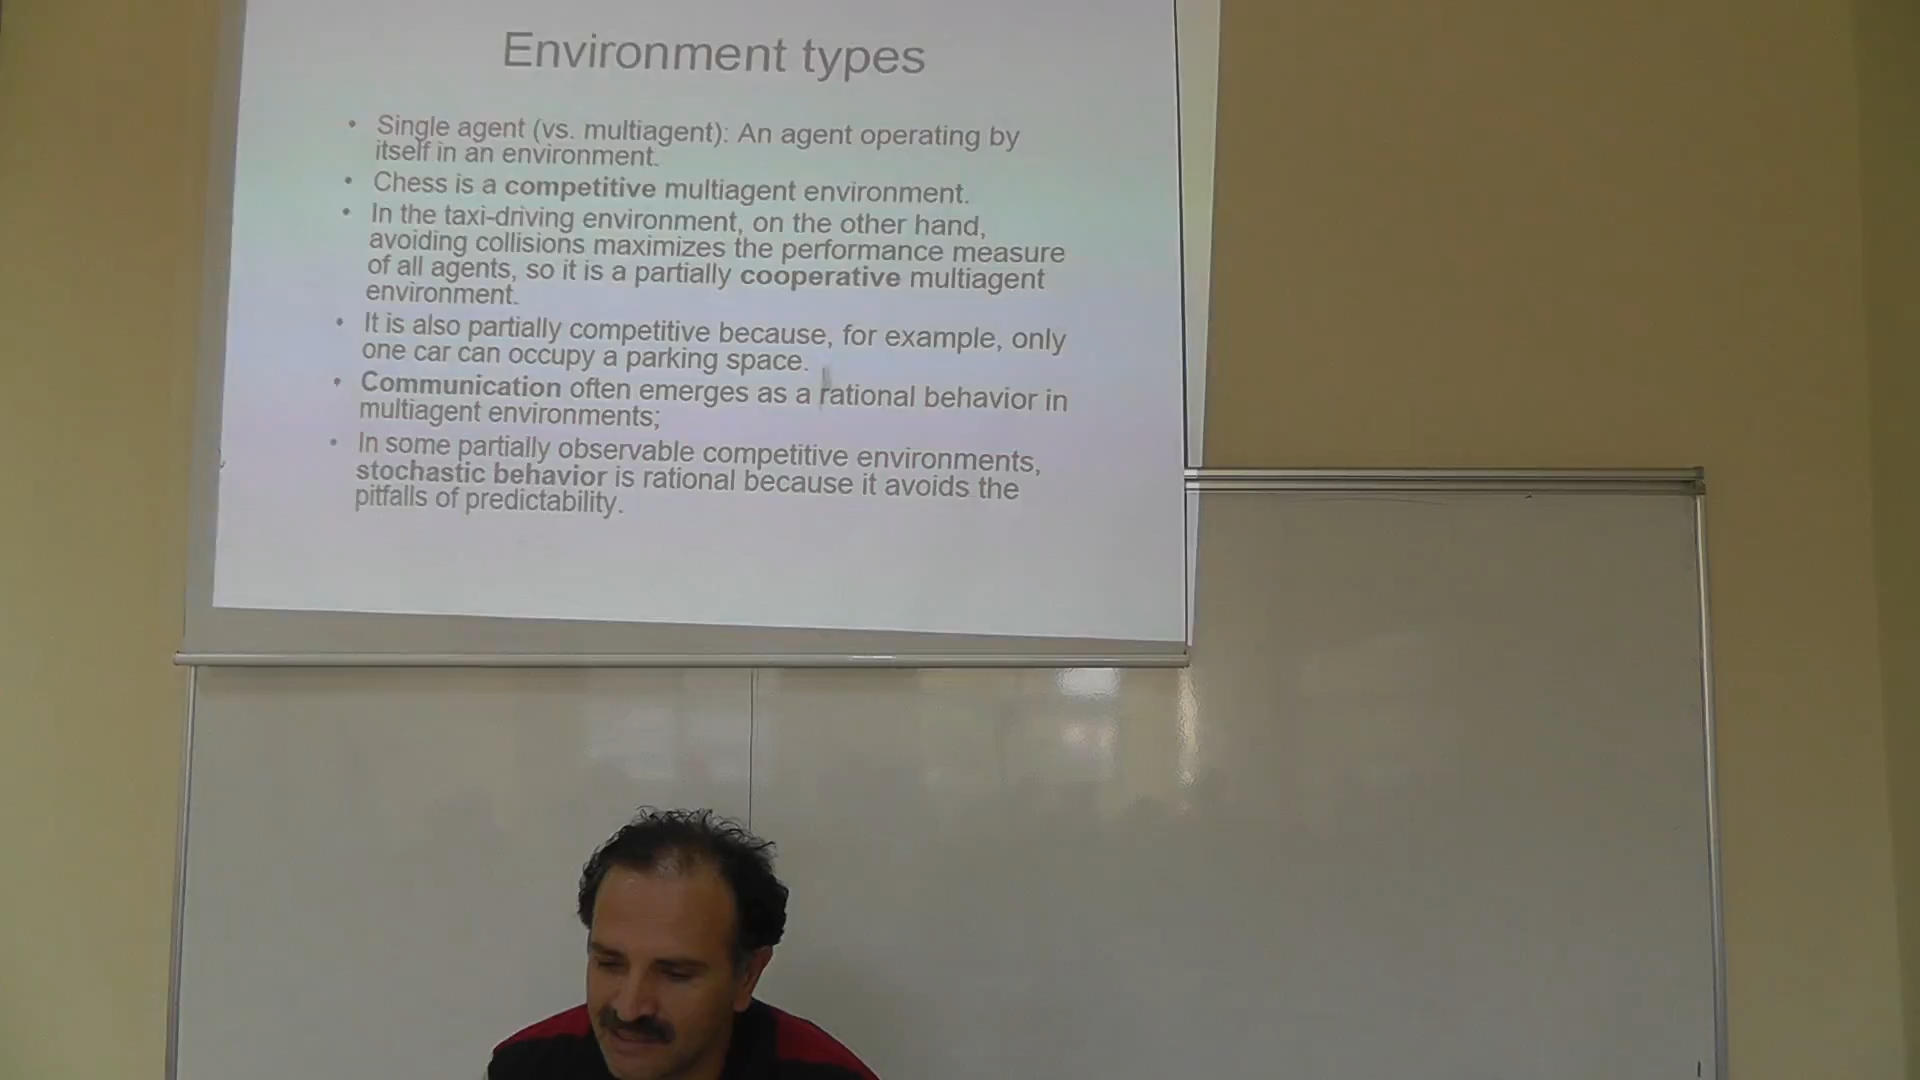 Environment types
• Single agent (vs. multiagent): An agent operating by
itself in an environment.
• Chess is a competitive multiagent environment.
• In the taxi-driving environment, on the other hand,
avoiding collisions maximizes the performance measure
of all agents, so it is a partially cooperative multiagent
environment.
• It is also partially competitive because, for example, only
one car can occupy a parking space.
• Communication often emerges as a rational behavior in
multiagent environments;
• In some partially observable competitive environments,
stochastic behavior is rational because it avoids the
pitfalls of predictability.